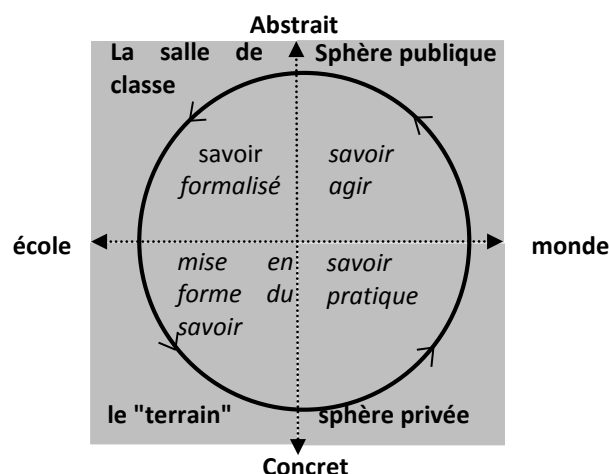 Abstrait
La salle de
classe
Sphère publique
savoir
formalisé
savoir
agir
école
monde
mise en
forme du
savoir
savoir
pratique
le "terrain"
sphère privée
Concret